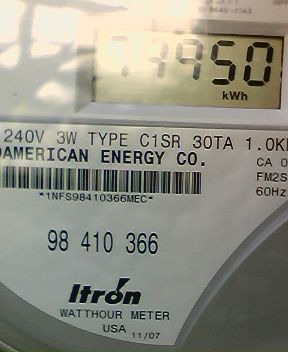 kWh
240V 3W TYPE C1SR 30TA 1.0K
AMERICAN ENERGY CO.
CA 0
FM2S
60Hz
*1NFS98410366MEC*
98 410 366
Itron
WATTHOUR METER
USA 11/07